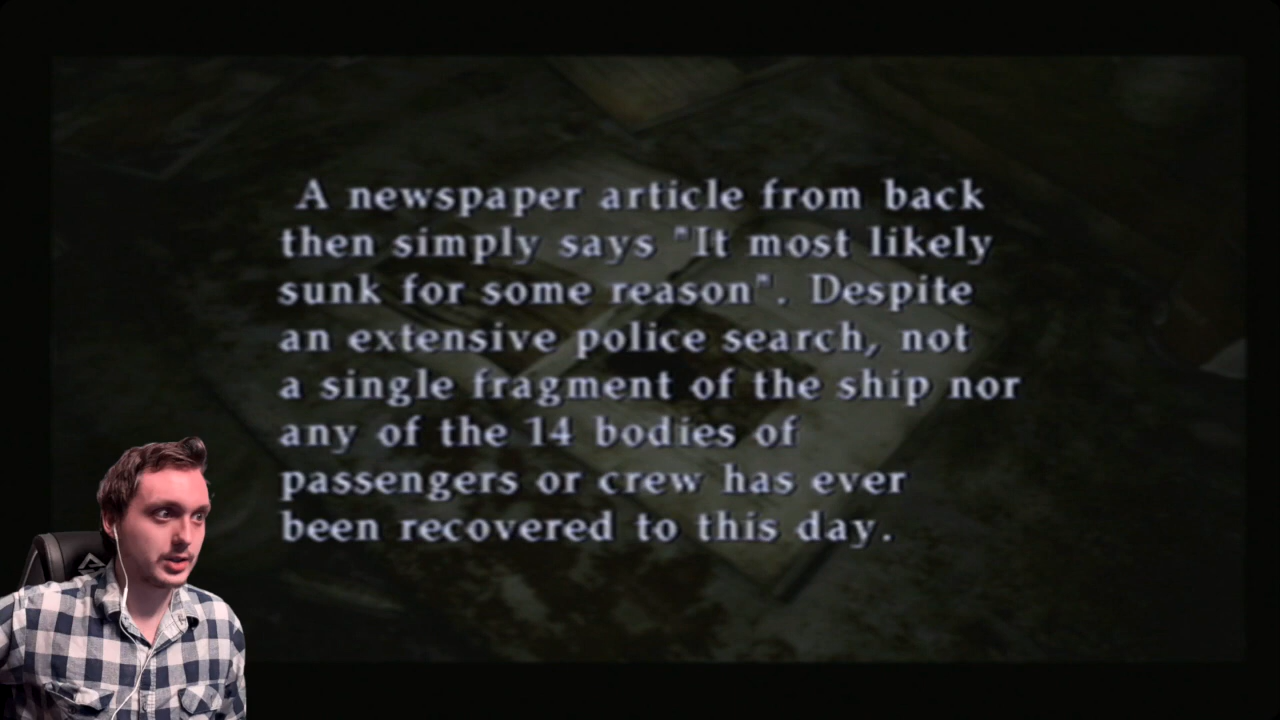 A newspaper article from back
then simply says "It most likely
sunk for some reason". Despite
an extensive police search, not
a single fragment of the ship nor
any of the 14 bodies of
passengers or crew has ever
been recovered to this day.